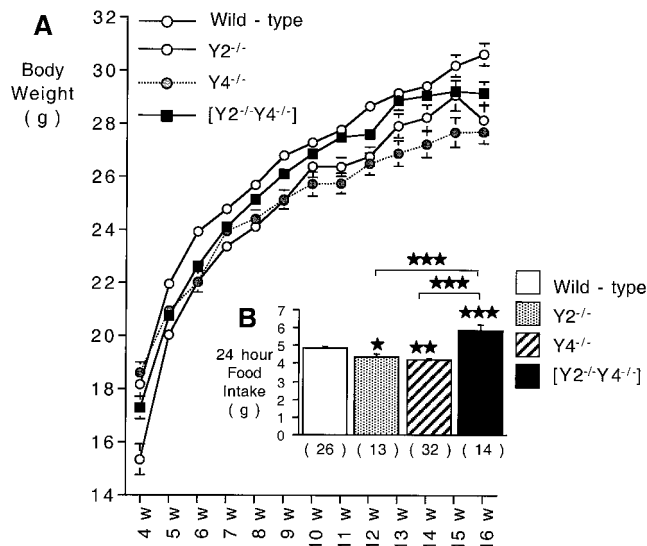 A
Body
Weight
( g )
Wild - type
Y2-/-
Y4-/-
[Y2-/-Y4-/-]
32
30
28
26
24
22
20
18
16
14
4 w
5 w
6 w
7 w
8 w
9 w
10 w
11 w
12 w
13 w
14 w
15 w
16 w
B
24 hour
Food
Intake
( g )
7
6
5
4
3
2
1
0
★
★★
★★★
★★★
★★★
( 26 ) ( 13 ) ( 32 ) ( 14 )
Wild - type
Y2-/-
Y4-/-
[Y2-/-Y4-/-]